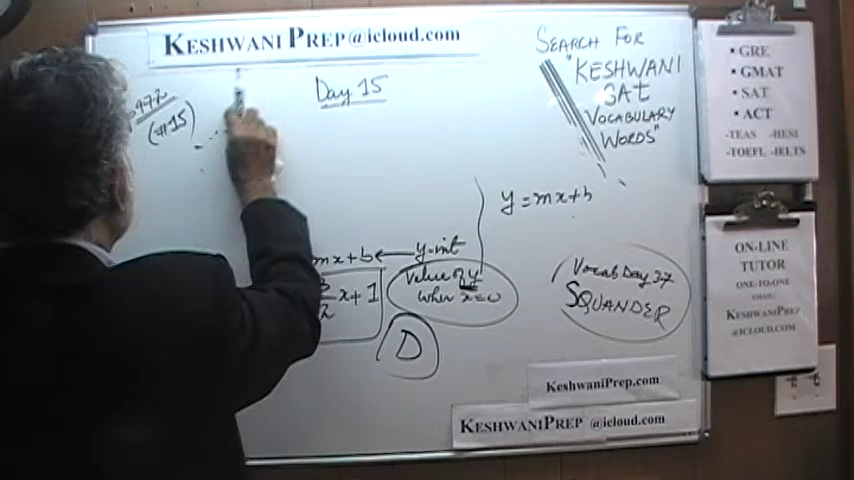 KESHWANI PREP@icloud.com
Day 15
(#15)
SEARCH FOR
"KESHWANI
SAT
VOCABULARY
WORDS"
y = mx+b
mx+b ← y-int
x+1
2
Value of y
when x=0
D
Vocab Day 37
SQUANDER
• GRE
• GMAT
• SAT
• ACT
-TEAS -HESI
-TOEFL -IELTS
ON-LINE
TUTOR
ONE-TO-ONE
KESHWANIPREP
@ICLOUD.COM
KeshwaniPrep.com
KESHWANIPREP @icloud.com